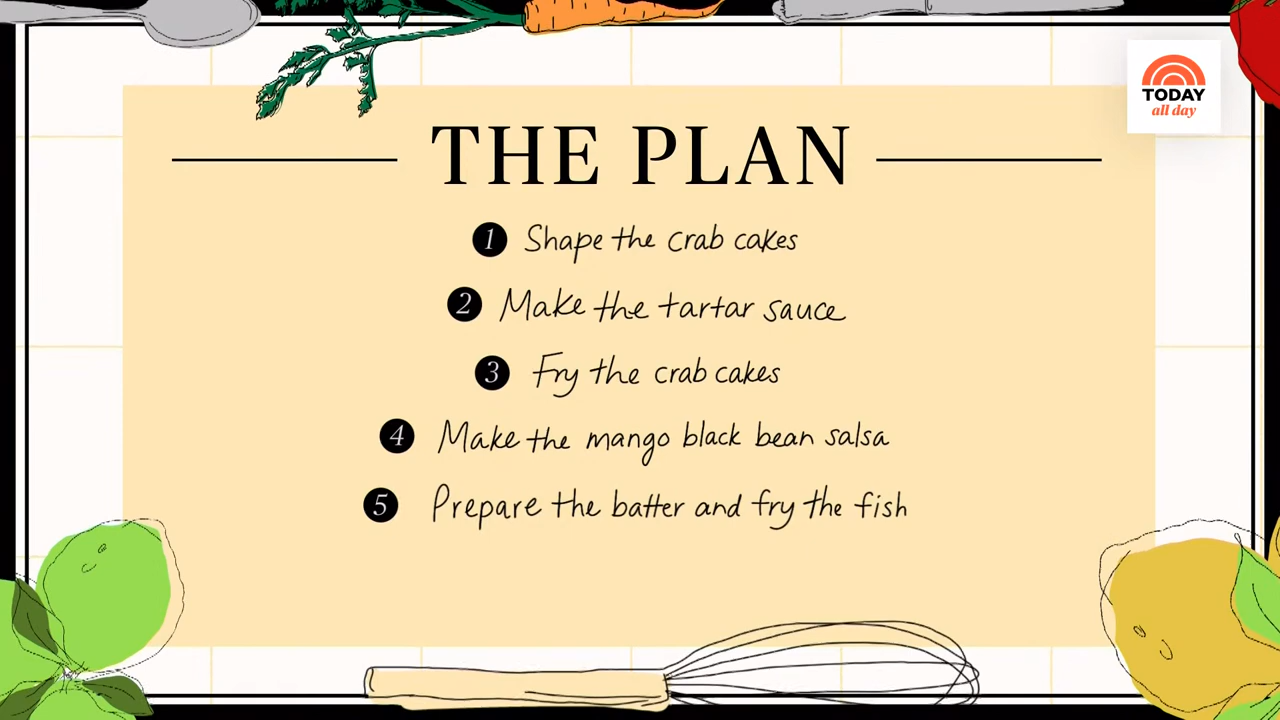 TODAY
all day
THE PLAN
1 Shape the crab cakes
2 Make the tartar sauce
3 Fry the crab cakes
4 Make the mango black bean salsa
5 Prepare the batter and fry the fish